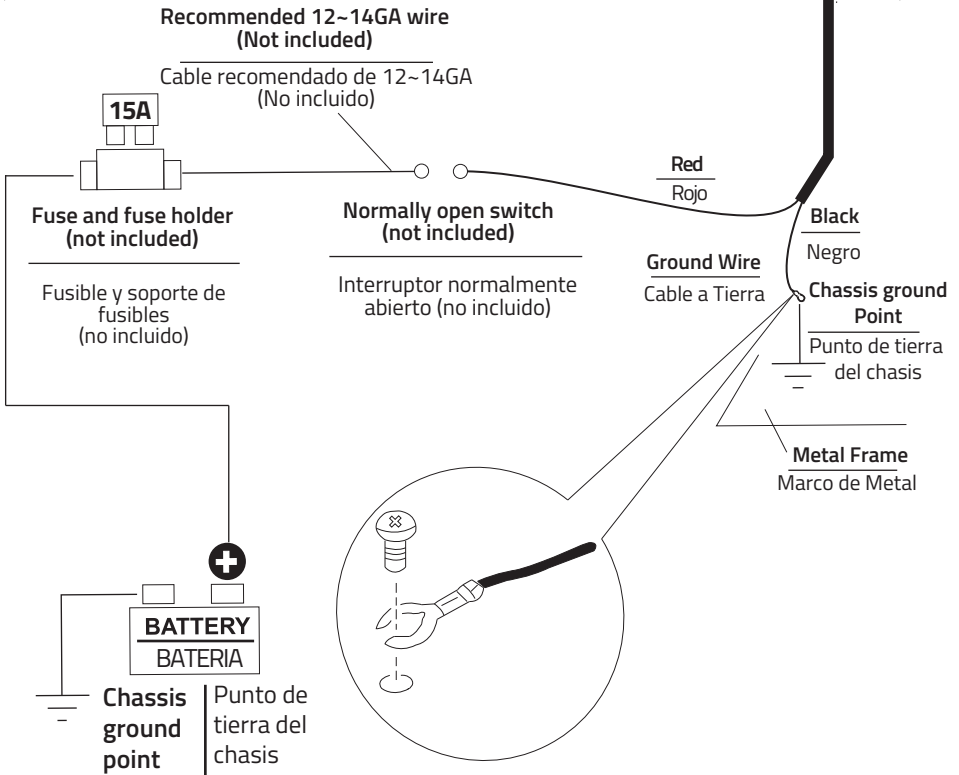 Recommended 12~14GA wire
(Not included)
Cable recomendado de 12~14GA
(No incluido)
15A
Fuse and fuse holder
(not included)
Fusible y soporte de
fusibles
(no incluido)
Normally open switch
(not included)
Interruptor normalmente
abierto (no incluido)
Red
Rojo
Black
Negro
Ground Wire
Cable a Tierra
Chassis ground
Point
Punto de tierra
del chasis
Metal Frame
Marco de Metal
BATTERY
BATERIA
Chassis
ground
point
Punto de
tierra del
chasis